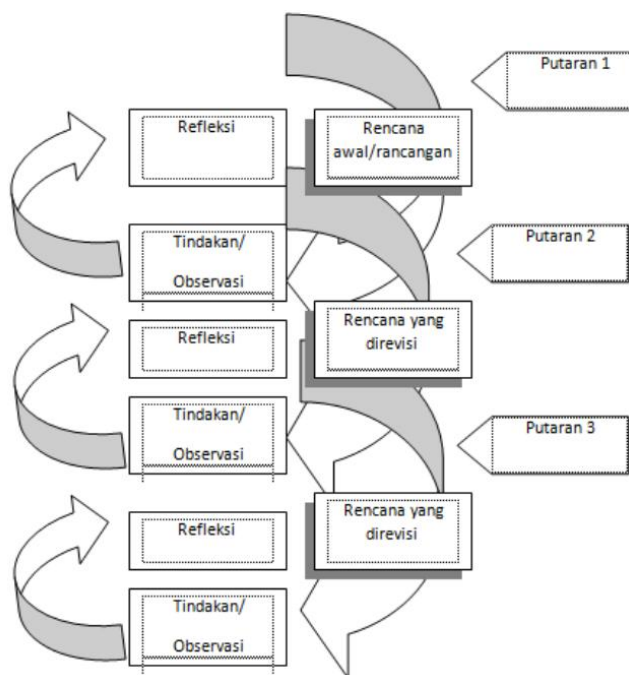 Putaran 1
Refleksi
Rencana
awal/rancangan
Putaran 2
Tindakan/
Observasi
Refleksi
Rencana yang
direvisi
Putaran 3
Tindakan/
Observasi
Refleksi
Rencana yang
direvisi
Tindakan/
Observasi